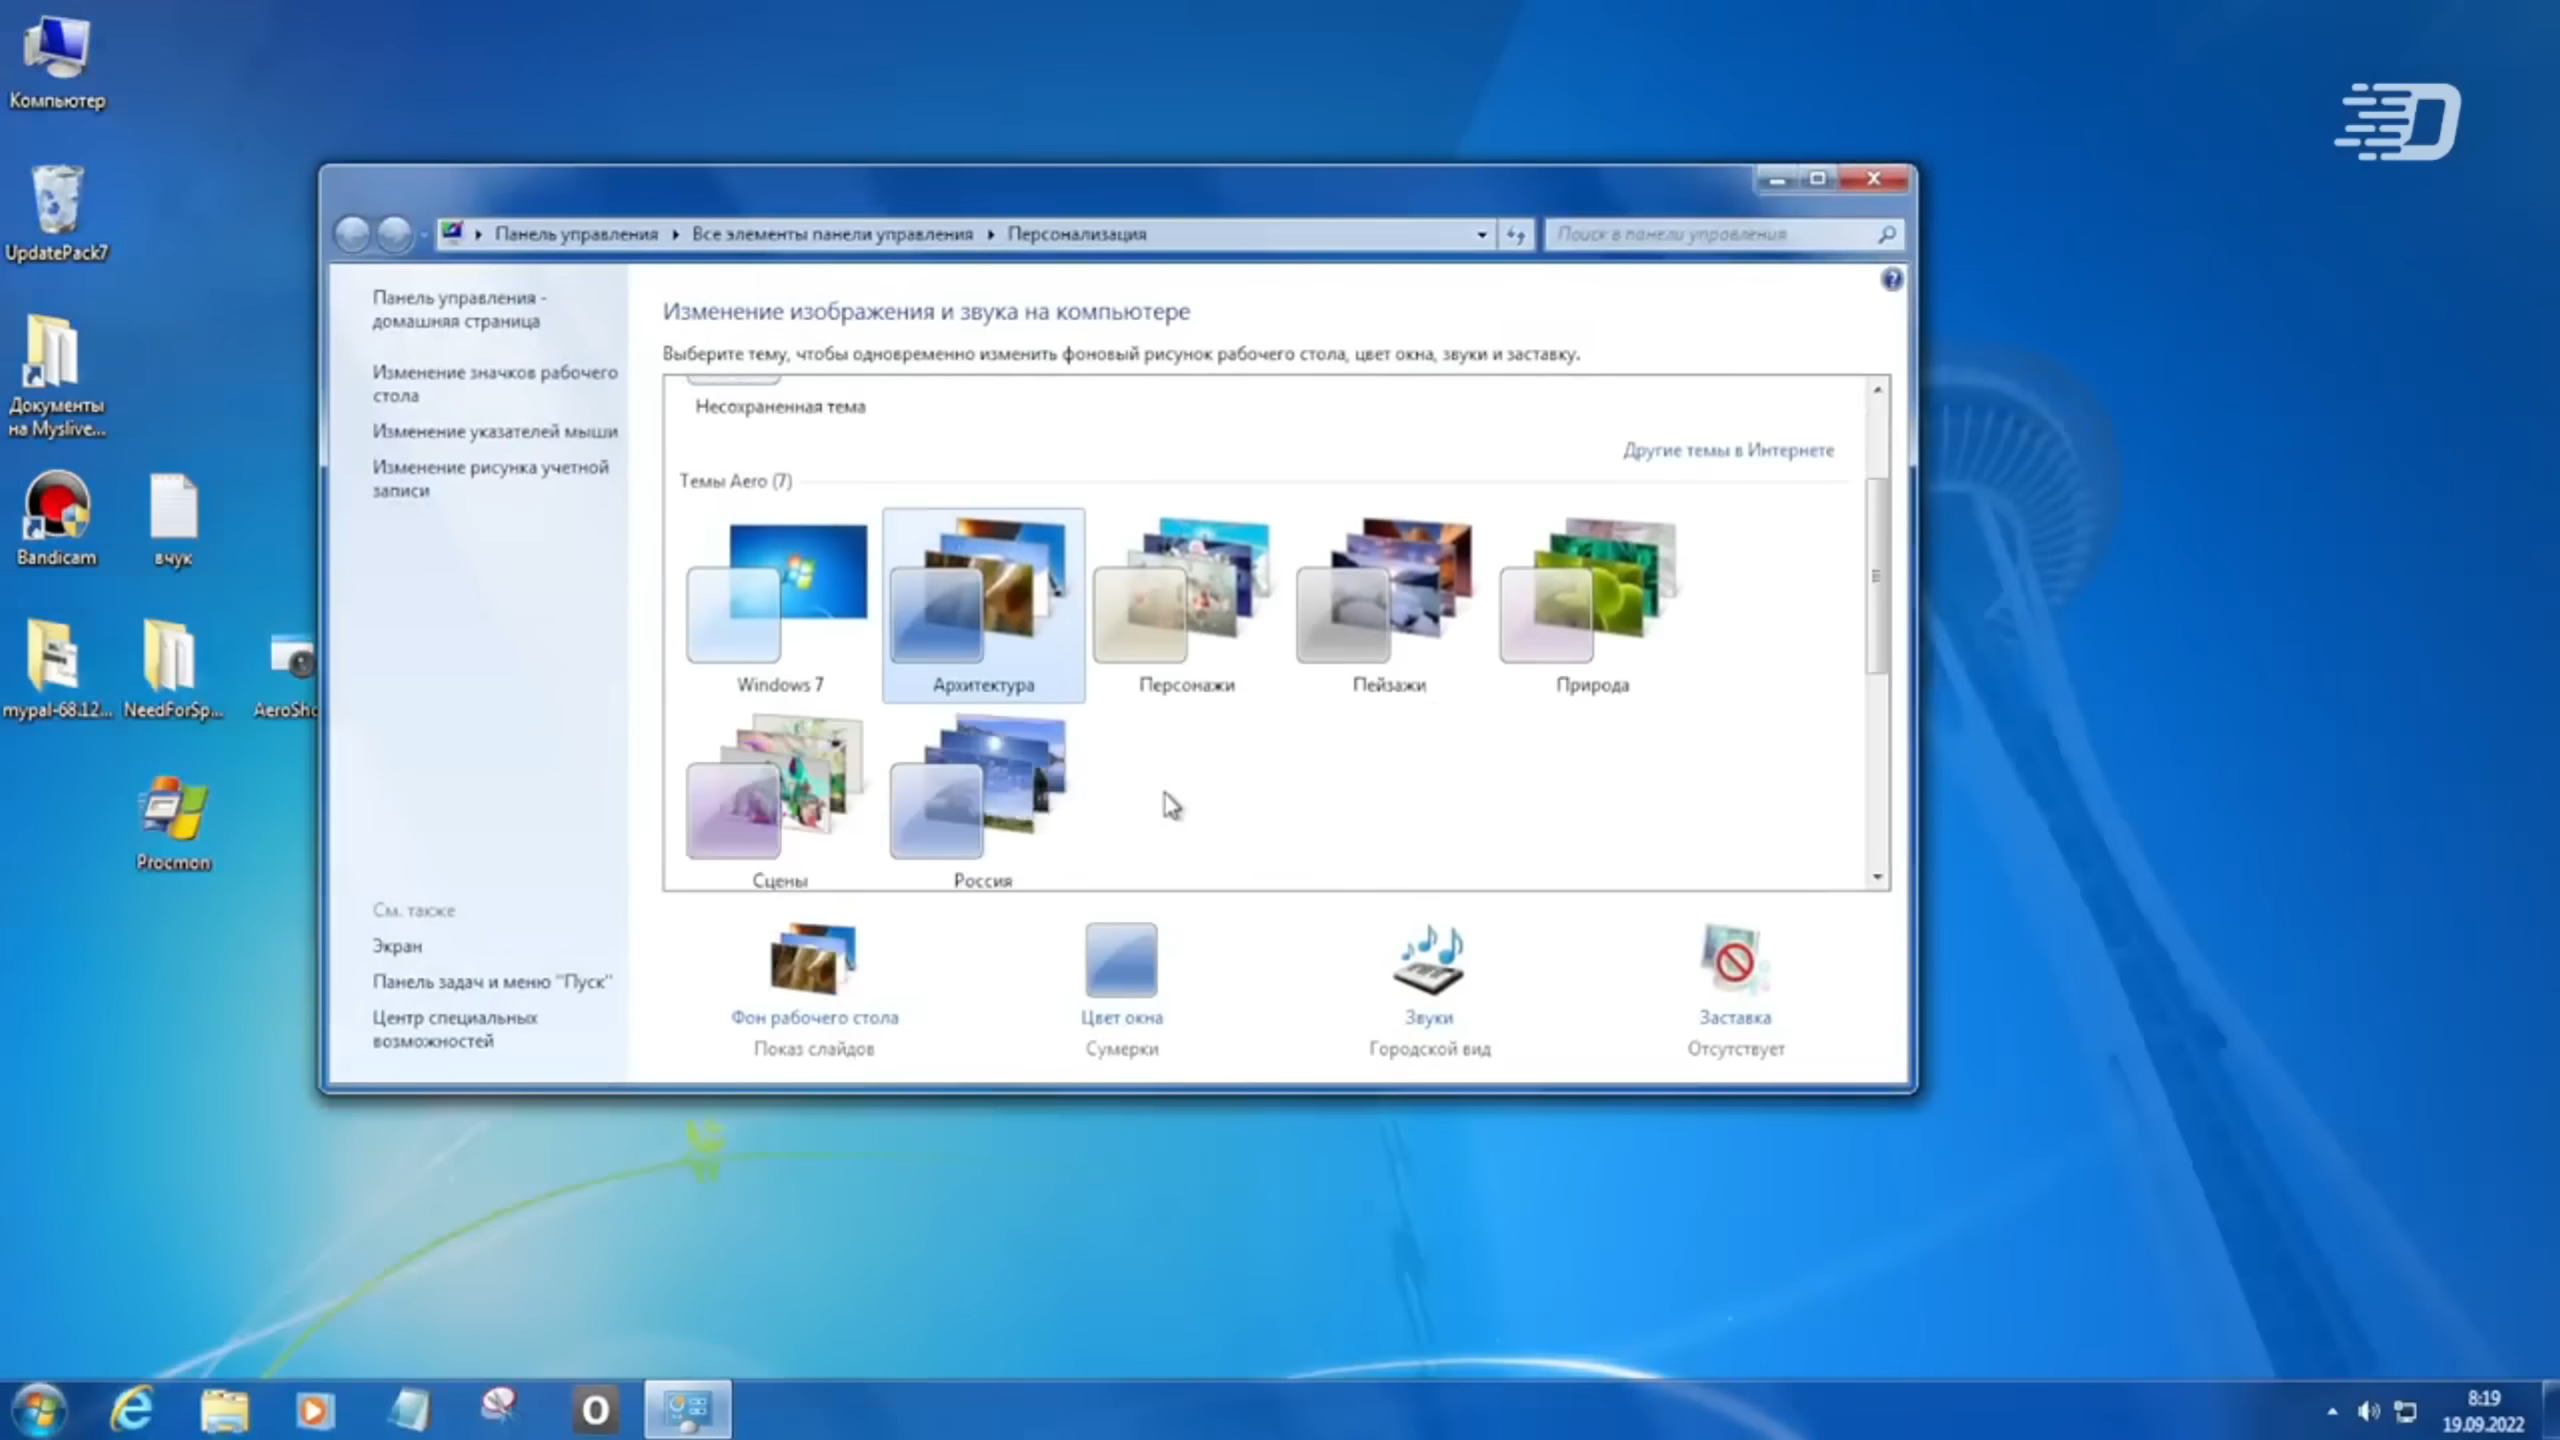 Компьютер
UpdatePack7
Документы
на Myslive...
Bandicam
вчук
mypal-68.12...
NeedForSp...
AeroSho
Procmon
Панель управления
Все элементы панели управления
Персонализация
Поиск в панели управления
Панель управления -
домашняя страница
Изменение значков рабочего
стола
Изменение указателей мыши
Изменение рисунка учетной
записи
См. также
Экран
Панель задач и меню "Пуск"
Центр специальных
возможностей
Изменение изображения и звука на компьютере
Выберите тему, чтобы одновременно изменить фоновый рисунок рабочего стола, цвет окна, звуки и заставку.
Несохраненная тема
Другие темы в Интернете
Темы Aero (7)
Windows 7
Архитектура
Персонажи
Пейзажи
Природа
Сцены
Россия
Фон рабочего стола
Показ слайдов
Цвет окна
Сумерки
Звуки
Городской вид
Заставка
Отсутствует
8:19
19.09.2022